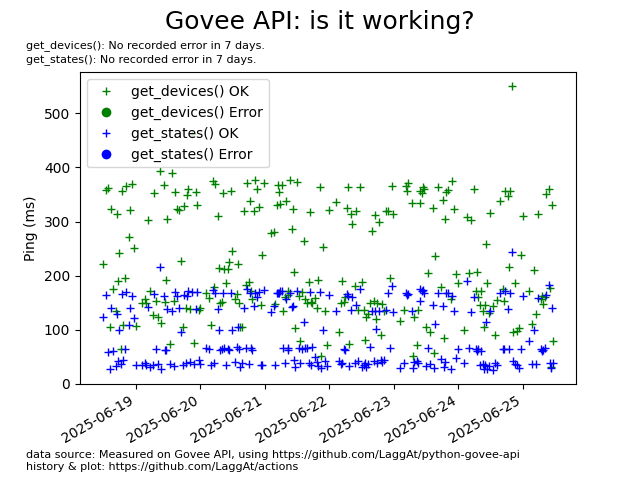 Govee API: is it working?
get_devices(): No recorded error in 7 days.
get_states(): No recorded error in 7 days.
get_devices() OK
get_devices() Error
get_states() OK
get_states() Error
Ping (ms)
500
400
300
200
100
0
2025-06-19
2025-06-20
2025-06-21
2025-06-22
2025-06-23
2025-06-24
2025-06-25
data source: Measured on Govee API, using https://github.com/LaggAt/python-govee-api
history & plot: https://github.com/LaggAt/actions